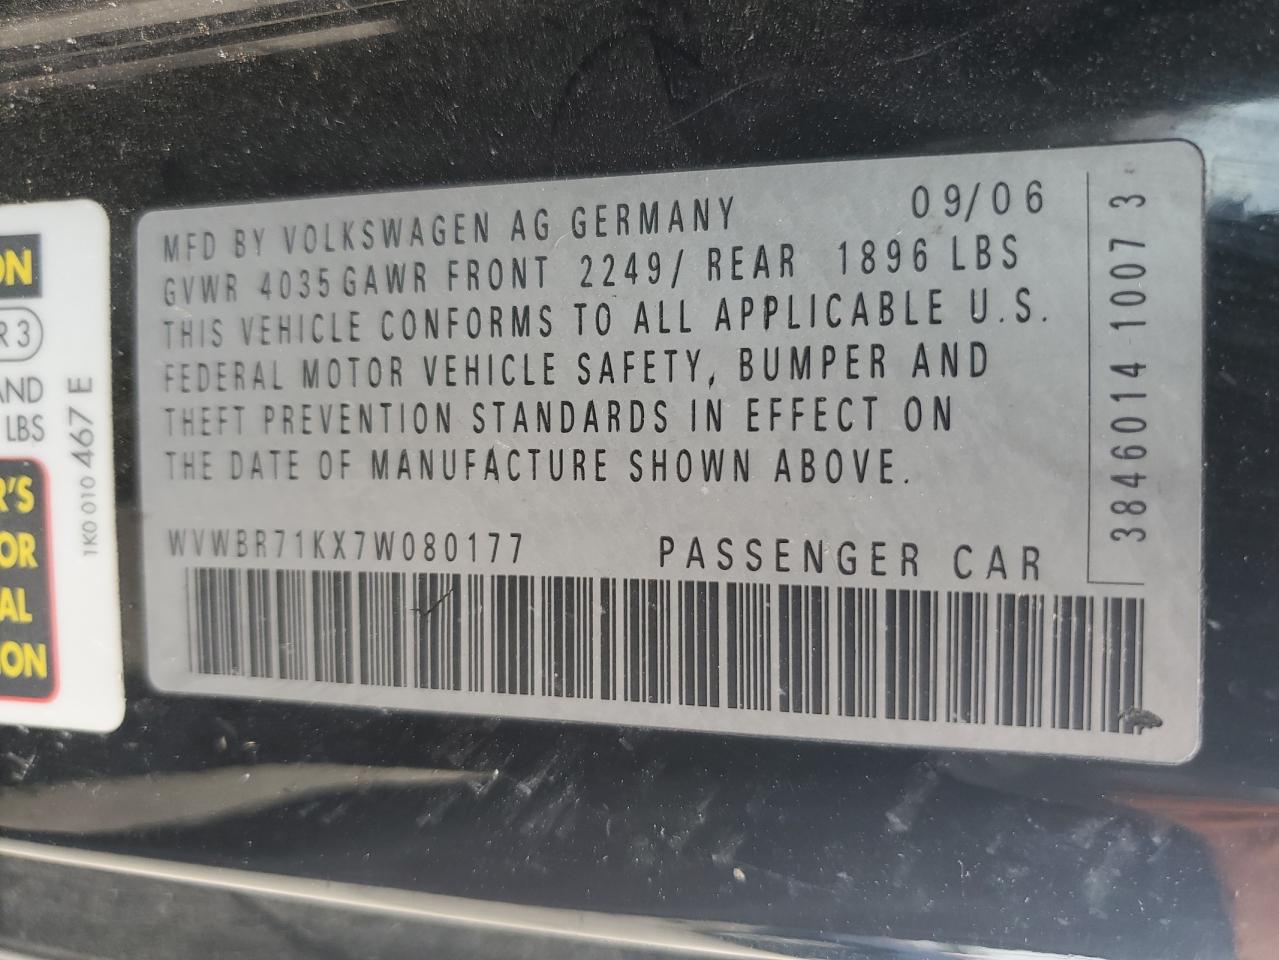 MFD BY VOLKSWAGEN AG GERMANY 09/06
GVWR 4035 GAWR FRONT 2249/ REAR 1896 LBS
THIS VEHICLE CONFORMS TO ALL APPLICABLE U.S.
FEDERAL MOTOR VEHICLE SAFETY, BUMPER AND
THEFT PREVENTION STANDARDS IN EFFECT ON
THE DATE OF MANUFACTURE SHOWN ABOVE.
WVWBR71KX7W080177 PASSENGER CAR
3846014 1007 3
ON
R3
AND
LBS
R'S
OR
AL
ION
1K0 010 467 E